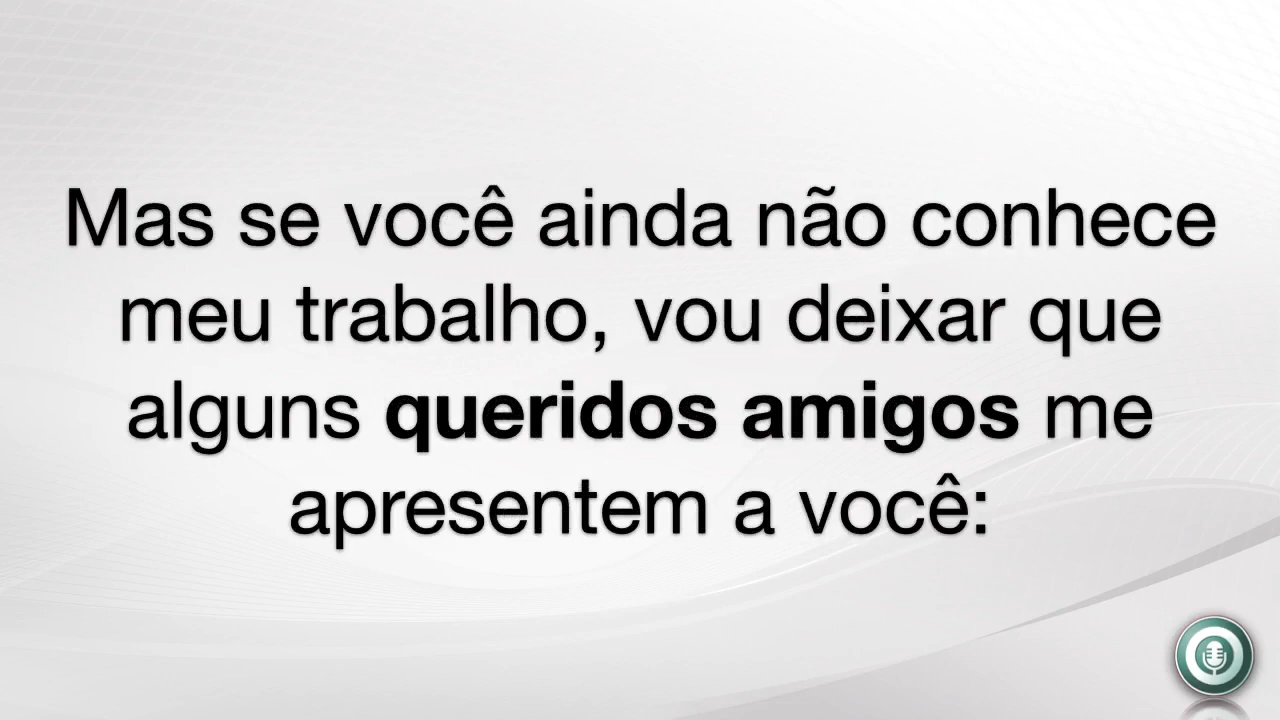 Mas se você ainda não conhece
meu trabalho, vou deixar que
alguns queridos amigos me
apresentem a você: